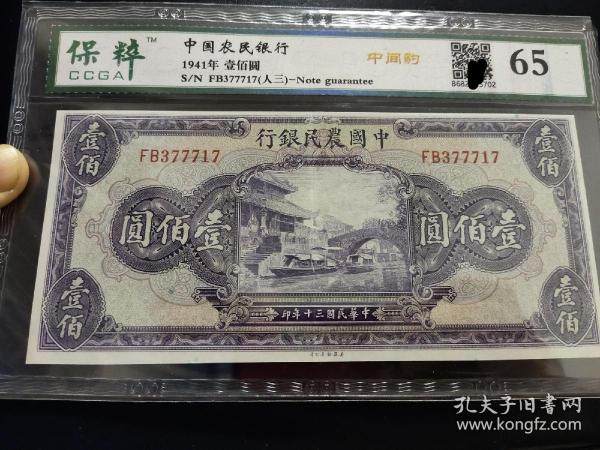 保粹™
CCGA
中国农民银行
1941年 壹佰圆
S/N FB377717(人三)-Note guarantee
中间豹
65
行銀民農國中
FB377717
FB377717
壹佰
壹佰
圓佰壹
圓佰壹
壹佰
壹佰
印年十三國民華中
孔夫子旧书网
www.kongfz.com